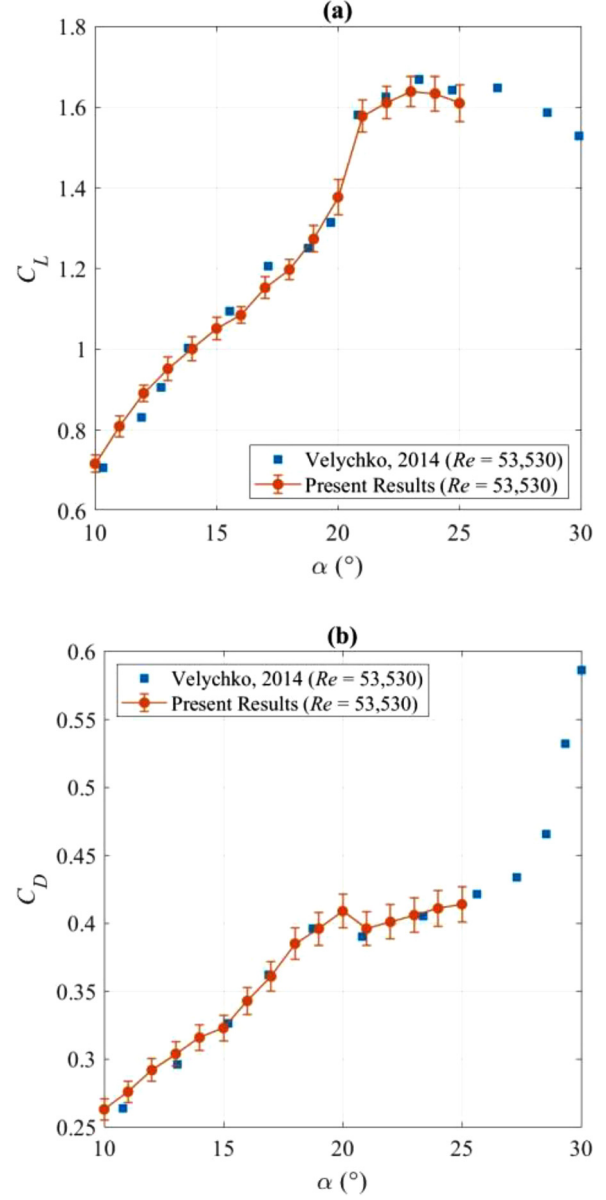 (a)
1.8
1.6
1.4
1.2
1
0.8
0.6
C_L
Velychko, 2014 (Re = 53,530)
Present Results (Re = 53,530)
10 15 20 25 30
α (°)
(b)
0.6
0.55
0.5
0.45
0.4
0.35
0.3
0.25
C_D
Velychko, 2014 (Re = 53,530)
Present Results (Re = 53,530)
10 15 20 25 30
α (°)